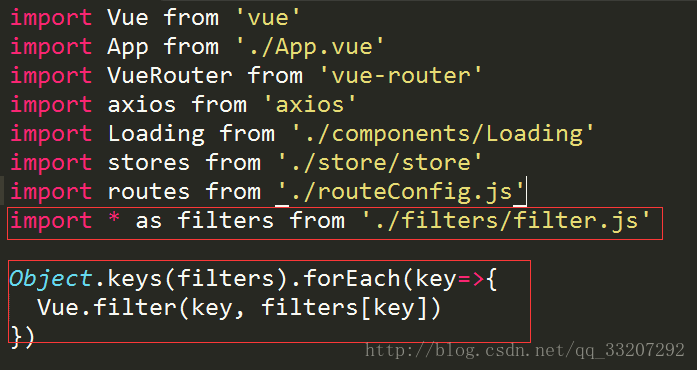 import Vue from 'vue'
import App from './App.vue'
import VueRouter from 'vue-router'
import axios from 'axios'
import Loading from './components/Loading'
import stores from './store/store'
import routes from './routeConfig.js'
import * as filters from './filters/filter.js'
Object.keys(filters).forEach(key=>{
  Vue.filter(key, filters[key])
})
http://blog.csdn.net/qq_33207292